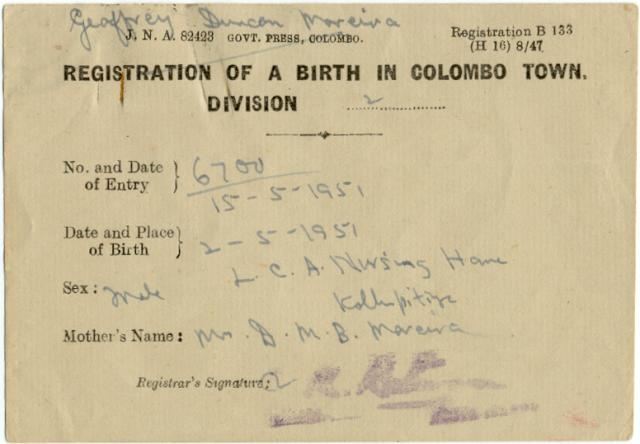 Geoffrey Duncan Moreira
J. N. A. 82423 GOVT. PRESS, COLOMBO.
Registration B 133
(H 16) 8/47
REGISTRATION OF A BIRTH IN COLOMBO TOWN.
DIVISION 2
No. and Date of Entry } 6700
15-5-1951
Date and Place of Birth } 2-5-1951
L. C. A. Nursing Home
Kollupitiya
Sex: Male
Mother's Name: Mrs. D. M. B. Moreira
Registrar's Signature: